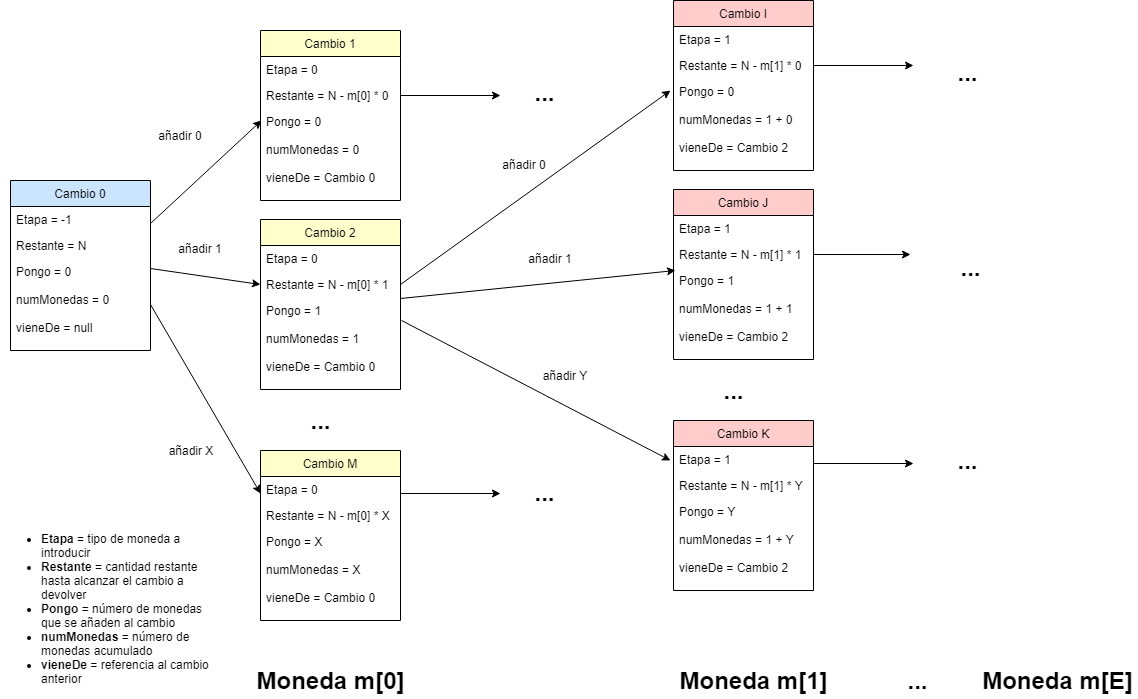 Cambio 0
Etapa = -1
Restante = N
Pongo = 0
numMonedas = 0
vieneDe = null
añadir 0
añadir 1
añadir X
Cambio 1
Etapa = 0
Restante = N - m[0] * 0
Pongo = 0
numMonedas = 0
vieneDe = Cambio 0
...
Cambio 2
Etapa = 0
Restante = N - m[0] * 1
Pongo = 1
numMonedas = 1
vieneDe = Cambio 0
...
Cambio M
Etapa = 0
Restante = N - m[0] * X
Pongo = X
numMonedas = X
vieneDe = Cambio 0
...
añadir 0
añadir 1
añadir Y
Cambio I
Etapa = 1
Restante = N - m[1] * 0
Pongo = 0
numMonedas = 1 + 0
vieneDe = Cambio 2
...
Cambio J
Etapa = 1
Restante = N - m[1] * 1
Pongo = 1
numMonedas = 1 + 1
vieneDe = Cambio 2
...
...
Cambio K
Etapa = 1
Restante = N - m[1] * Y
Pongo = Y
numMonedas = 1 + Y
vieneDe = Cambio 2
...
• Etapa = tipo de moneda a
introducir
• Restante = cantidad restante
hasta alcanzar el cambio a
devolver
• Pongo = número de monedas
que se añaden al cambio
• numMonedas = número de
monedas acumulado
• vieneDe = referencia al cambio
anterior
Moneda m[0]
Moneda m[1]
...
Moneda m[E]